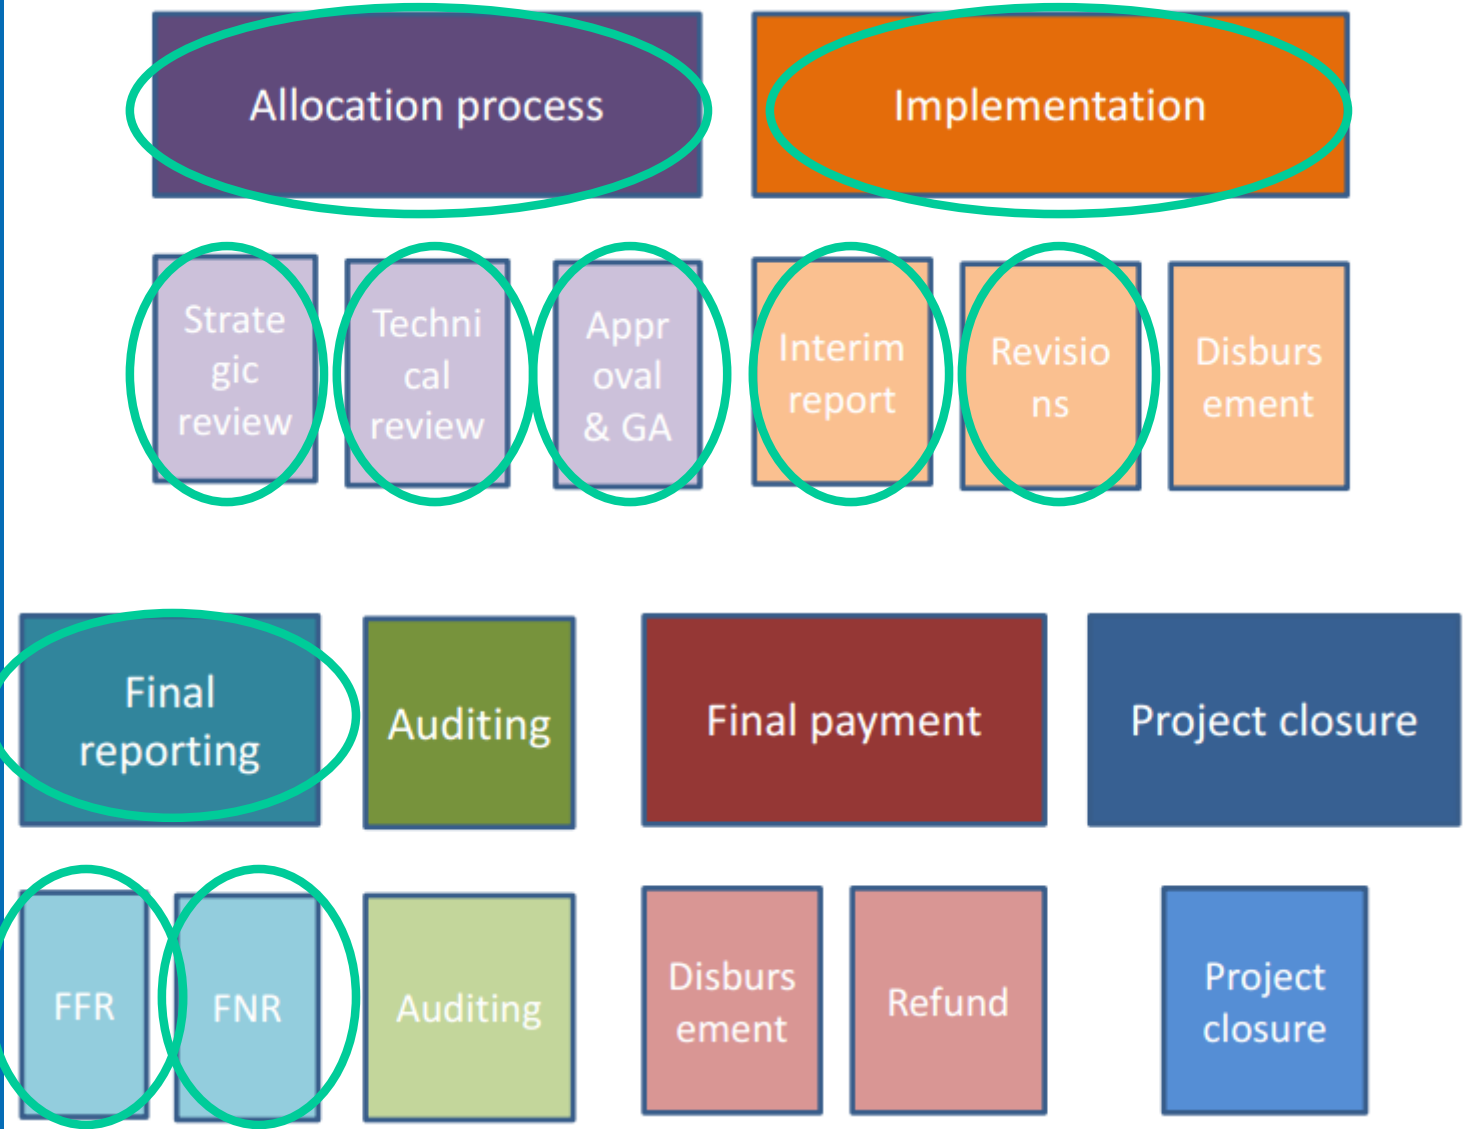 Allocation process
Implementation
Strate
gic
review
Techni
cal
review
Appr
oval
& GA
Interim
report
Revisio
ns
Disburs
ement
Final
reporting
Auditing
Final payment
Project closure
FFR
FNR
Auditing
Disburs
ement
Refund
Project
closure